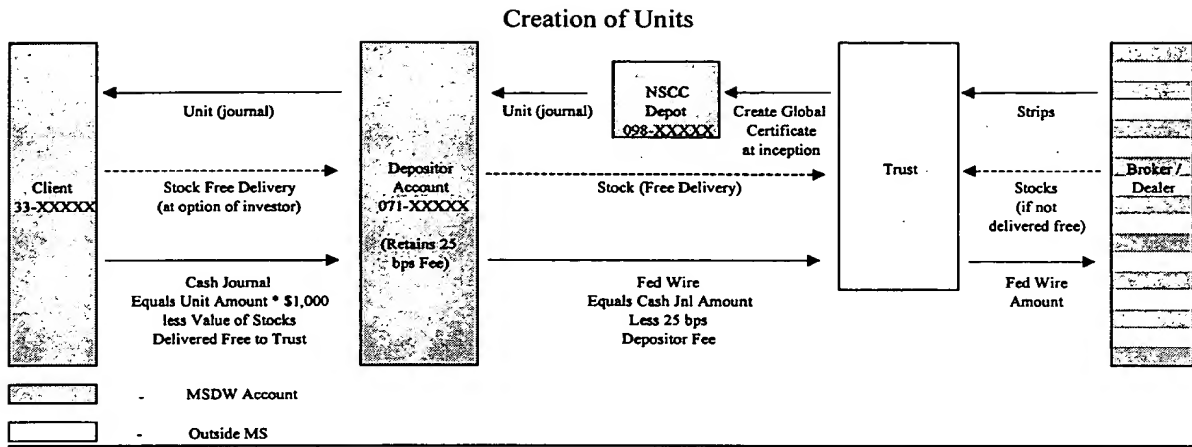 Creation of Units
Unit (journal)
Unit (journal)
NSCC
Depot
098-XXXXX
Create Global
Certificate
at inception
Strips
Client
33-XXXXX
Stock Free Delivery
(at option of investor)
Depositor
Account
071-XXXXX
(Retains 25
bps Fee)
Stock (Free Delivery)
Trust
Stocks
(if not
delivered free)
Broker /
Dealer
Cash Journal
Equals Unit Amount * $1,000
less Value of Stocks
Delivered Free to Trust
Fed Wire
Equals Cash Jnl Amount
Less 25 bps
Depositor Fee
Fed Wire
Amount
- MSDW Account
- Outside MS